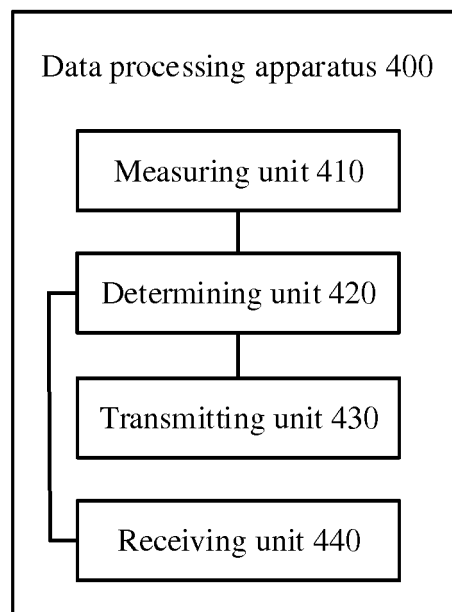 Data processing apparatus 400
Measuring unit 410
Determining unit 420
Transmitting unit 430
Receiving unit 440